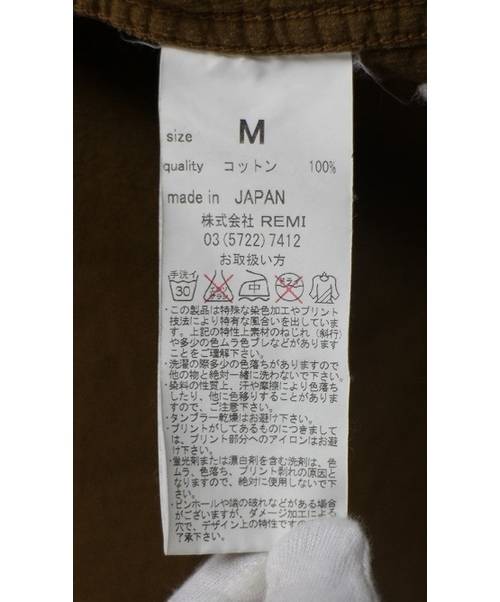 size M
quality コットン 100%
made in JAPAN
株式会社 REMI
03(5722)7412
お取扱い方
手洗イ
30
エンソ
サラシ
中
ドライ
・この製品は特殊な染色加工やプリント
技法により特有な風合いを出していま
す。上記の特性上素材のねじれ(斜行)
や多少の色ムラ色ブレなどがあります
ことをご理解下さい。
・洗濯の際多少の色落ちがありますので
他の物と絶対一緒に洗わないで下さい。
・染料の性質上、汗や摩擦により色落ち
したり、他に色移りすることがありま
すので、ご注意下さい。
・タンブラー乾燥はお避け下さい。
・プリントがしてあるものにつきまして
は、プリント部分へのアイロンはお避
け下さい。
・蛍光剤または漂白剤を含む洗剤は、色
ムラ、色落ち、プリント剥れの原因と
なりますので、絶対に使用しないで下
さい。
・ピンホールや端の破れなどがある場合
がございますが、ダメージ加工による
穴で、デザイン上の特性ですの
了承下さい。